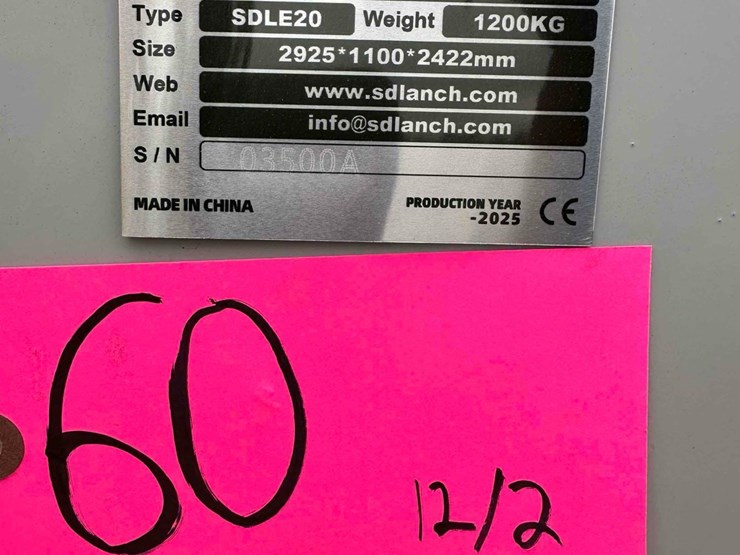 Type SDLE20 Weight 1200KG
Size 2925*1100*2422mm
Web www.sdlanch.com
Email info@sdlanch.com
S/N 03500A
MADE IN CHINA PRODUCTION YEAR
-2025 CE
60
12/2